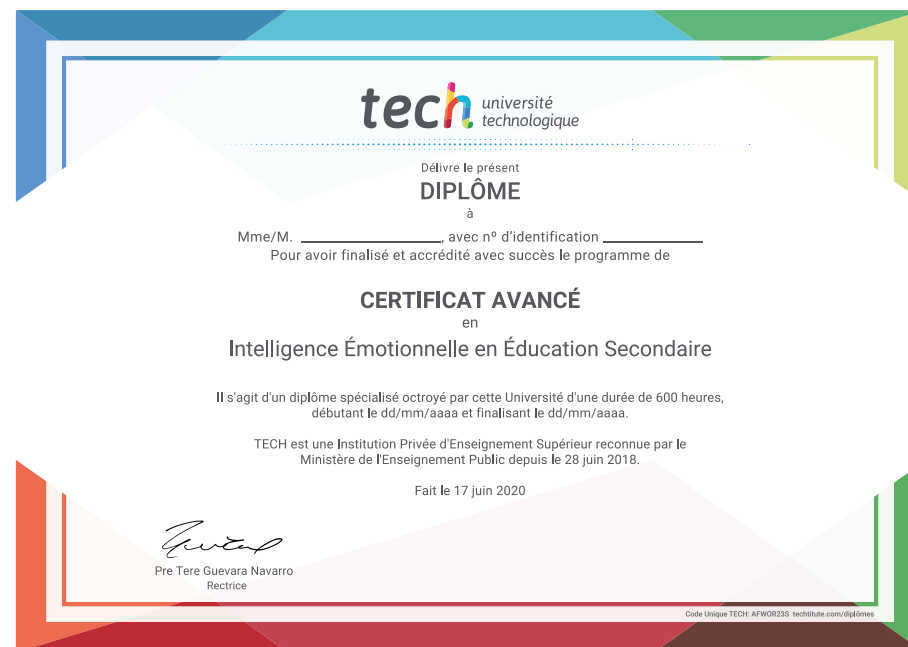 tech université
technologique
Délivre le présent
DIPLÔME
à
Mme/M. ____________________, avec nº d'identification ______________
Pour avoir finalisé et accrédité avec succès le programme de
CERTIFICAT AVANCÉ
en
Intelligence Émotionnelle en Éducation Secondaire
Il s'agit d'un diplôme spécialisé octroyé par cette Université d'une durée de 600 heures,
débutant le dd/mm/aaaa et finalisant le dd/mm/aaaa.
TECH est une Institution Privée d'Enseignement Supérieur reconnue par le
Ministère de l'Enseignement Public depuis le 28 juin 2018.
Fait le 17 juin 2020
Pre Tere Guevara Navarro
Rectrice
Code Unique TECH: AFWOR23S techtitute.com/diplômes